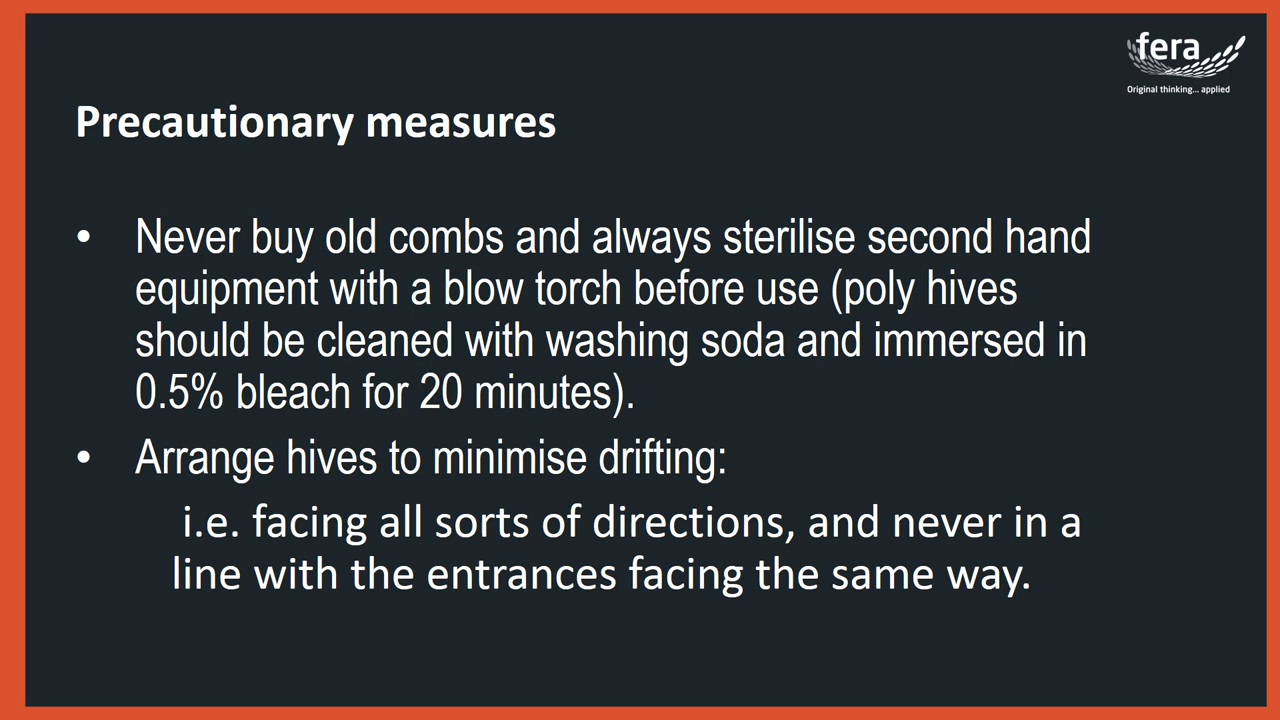 fera
Original thinking... applied
Precautionary measures
• Never buy old combs and always sterilise second hand
equipment with a blow torch before use (poly hives
should be cleaned with washing soda and immersed in
0.5% bleach for 20 minutes).
• Arrange hives to minimise drifting:
i.e. facing all sorts of directions, and never in a
line with the entrances facing the same way.